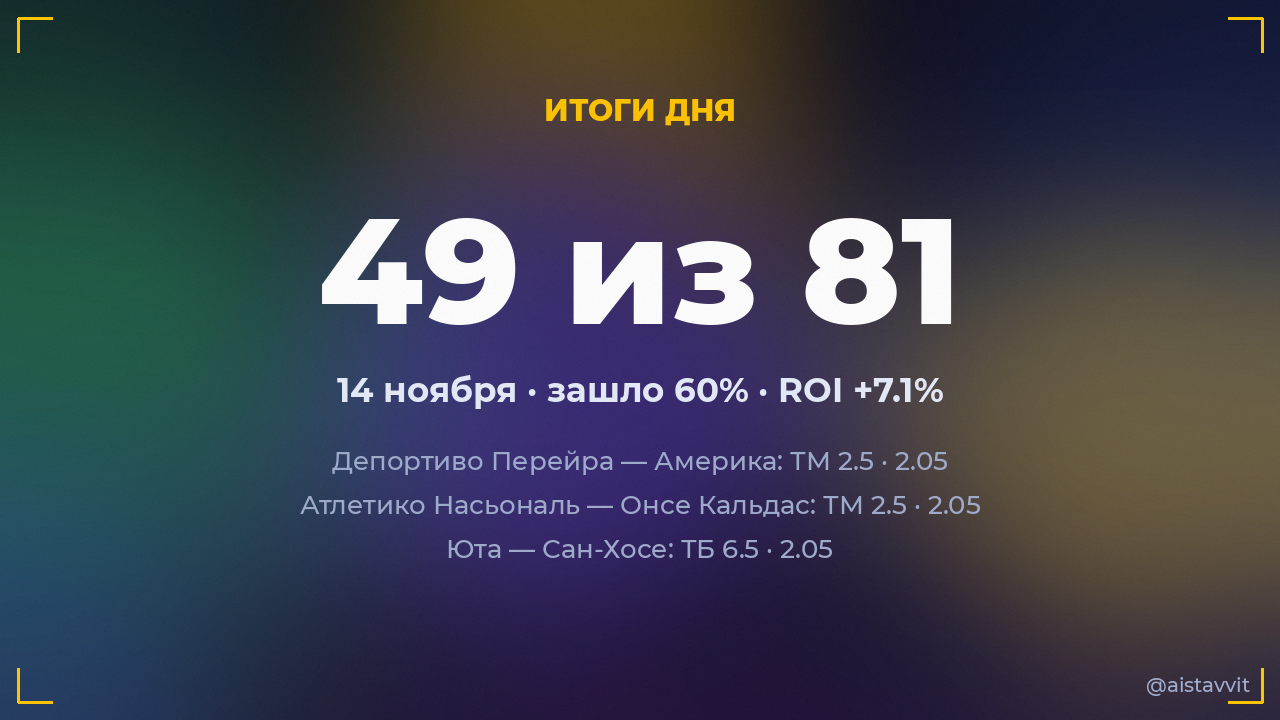 ИТОГИ ДНЯ
49 из 81
14 ноября · зашло 60% · ROI +7.1%
Депортиво Перейра — Америка: ТМ 2.5 · 2.05
Атлетико Насьональ — Онсе Кальдас: ТМ 2.5 · 2.05
Юта — Сан-Хосе: ТБ 6.5 · 2.05
@aistavvit